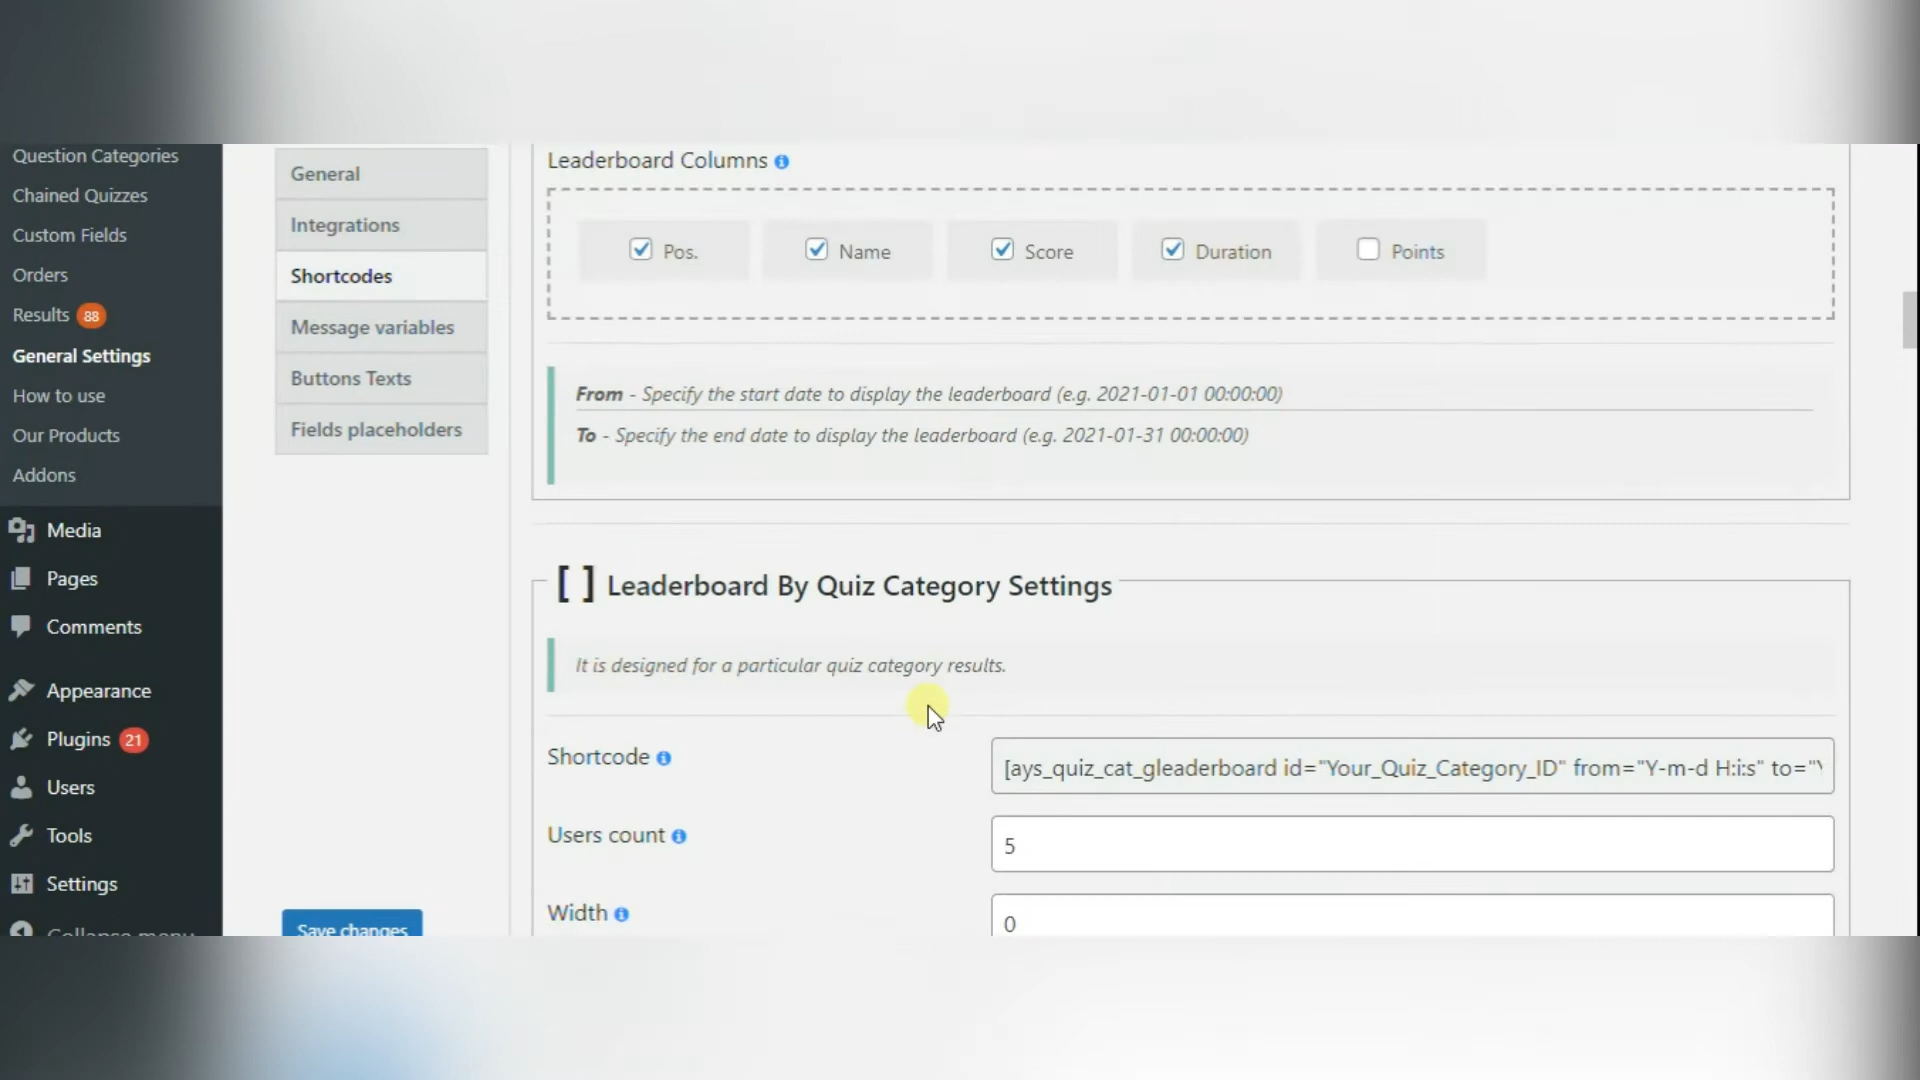 Question Categories
Chained Quizzes
Custom Fields
Orders
Results 88
General Settings
How to use
Our Products
Addons
Media
Pages
Comments
Appearance
Plugins 21
Users
Tools
Settings
Collapse menu
General
Integrations
Shortcodes
Message variables
Buttons Texts
Fields placeholders
Save changes
Leaderboard Columns
Pos.
Name
Score
Duration
Points
From - Specify the start date to display the leaderboard (e.g. 2021-01-01 00:00:00)
To - Specify the end date to display the leaderboard (e.g. 2021-01-31 00:00:00)
[ ] Leaderboard By Quiz Category Settings
It is designed for a particular quiz category results.
Shortcode
[ays_quiz_cat_gleaderboard id="Your_Quiz_Category_ID" from="Y-m-d H:i:s" to="
Users count
5
Width
0